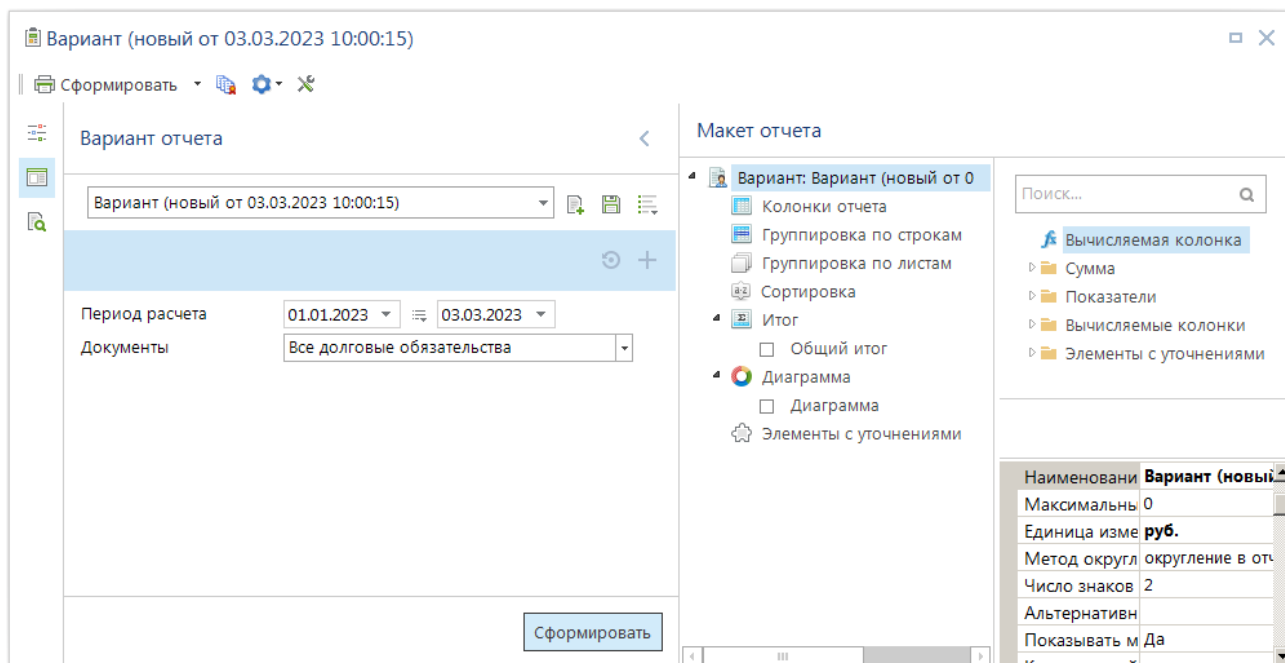 Вариант (новый от 03.03.2023 10:00:15)
Сформировать
Вариант отчета
Вариант (новый от 03.03.2023 10:00:15)
Период расчета 01.01.2023 03.03.2023
Документы Все долговые обязательства
Сформировать
Макет отчета
Вариант: Вариант (новый от 0
Колонки отчета
Группировка по строкам
Группировка по листам
a-z Сортировка
Σ Итог
Общий итог
Диаграмма
Диаграмма
Элементы с уточнениями
Поиск...
fx Вычисляемая колонка
Сумма
Показатели
Вычисляемые колонки
Элементы с уточнениями
Наименовани Вариант (новый
Максимальны 0
Единица изме руб.
Метод округл округление в отч
Число знаков 2
Альтернативн
Показывать м Да